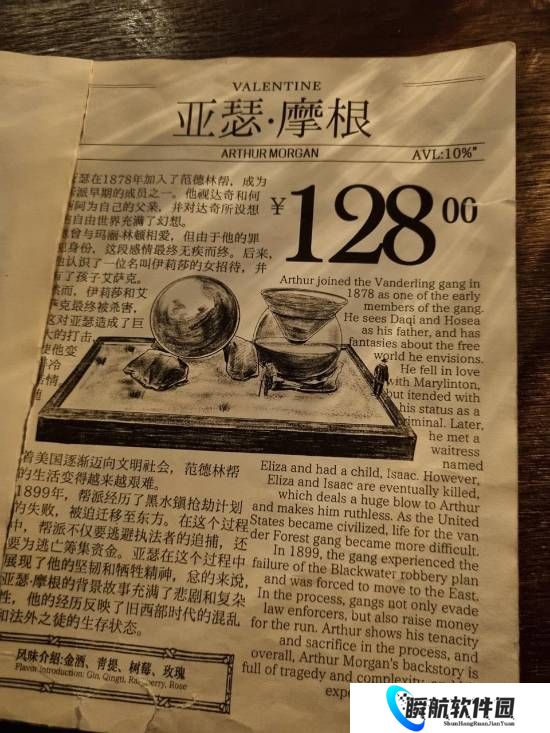 VALENTINE
亚瑟·摩根
ARTHUR MORGAN
AVL:10%"
瑟在1878年加入了范德林帮，成为
派早期的成员之一。他视达奇和何
阿为自己的父亲，并对达奇所设想
自由世界充满了幻想。
曾与玛丽·林顿相爱，但由于他的罪
身份，这段感情最终无疾而终。后来，
认识了一位名叫伊莉莎的女招待，并
有了孩子艾萨克。
而，伊莉莎和艾
克最终被杀害，
这对亚瑟造成了巨
大的打击，
使他变
冷
情
随
着美国逐渐迈向文明社会，范德林帮
的生活变得越来越艰难。
1899年，帮派经历了黑水镇抢劫计划
的失败，被迫迁移至东方。在这个过程
中，帮派不仅要逃避执法者的追捕，还
要为逃亡筹集资金。亚瑟在这个过程中
展现了他的坚韧和牺牲精神，总的来说，
亚瑟·摩根的背景故事充满了悲剧和复杂
性，他的经历反映了旧西部时代的混乱
和法外之徒的生存状态。
风味介绍:金酒、青提、树莓、玫瑰
Flavor Introduction: Gin, Qingti, Raspberry, Rose
¥128.00
Arthur joined the Vanderling gang in
1878 as one of the early
members of the gang.
He sees Daqi and Hosea
as his father, and has
fantasies about the free
world he envisions.
He fell in love
with Marylinton,
but itended with
his status as a
criminal. Later,
he met a
waitress
named
Eliza and had a child, Isaac. However,
Eliza and Isaac are eventually killed,
which deals a huge blow to Arthur
and makes him ruthless. As the United
States became civilized, life for the van
der Forest gang became more difficult.
In 1899, the gang experienced the
failure of the Blackwater robbery plan
and was forced to move to the East.
In the process, gangs not only evade
law enforcers, but also raise money
for the run. Arthur shows his tenacity
and sacrifice in the process, and
overall, Arthur Morgan's backstory is
full of tragedy and complexity, and his
expe
瞬航软件园
ShunHangRuanJianYuan